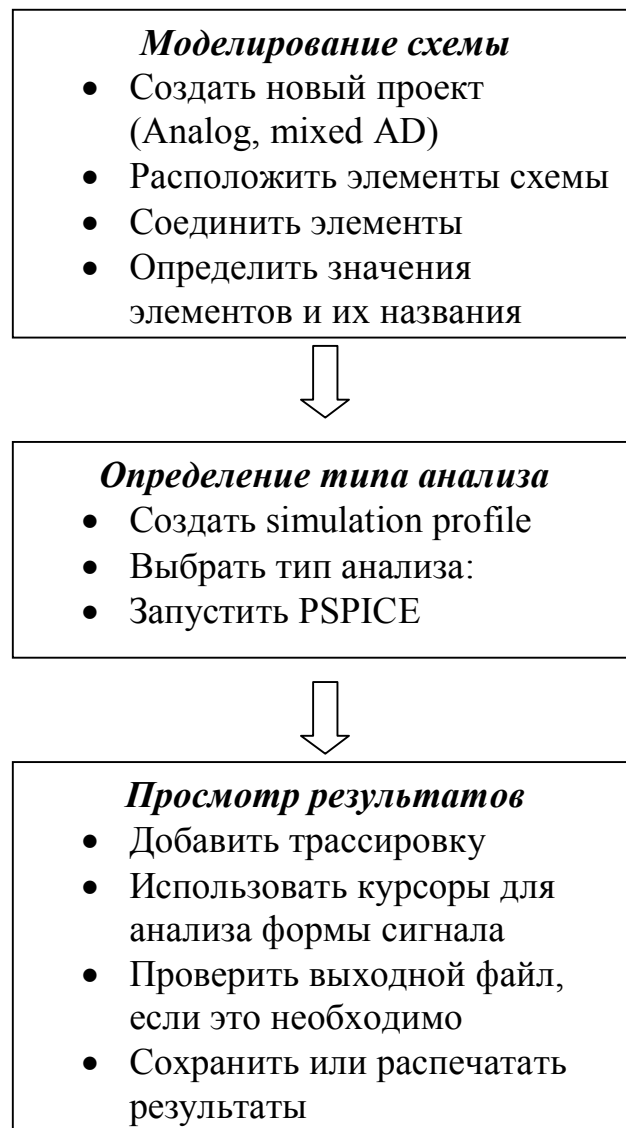 Моделирование схемы
• Создать новый проект
(Analog, mixed AD)
• Расположить элементы схемы
• Соединить элементы
• Определить значения
элементов и их названия
Определение типа анализа
• Создать simulation profile
• Выбрать тип анализа:
• Запустить PSPICE
Просмотр результатов
• Добавить трассировку
• Использовать курсоры для
анализа формы сигнала
• Проверить выходной файл,
если это необходимо
• Сохранить или распечатать
результаты